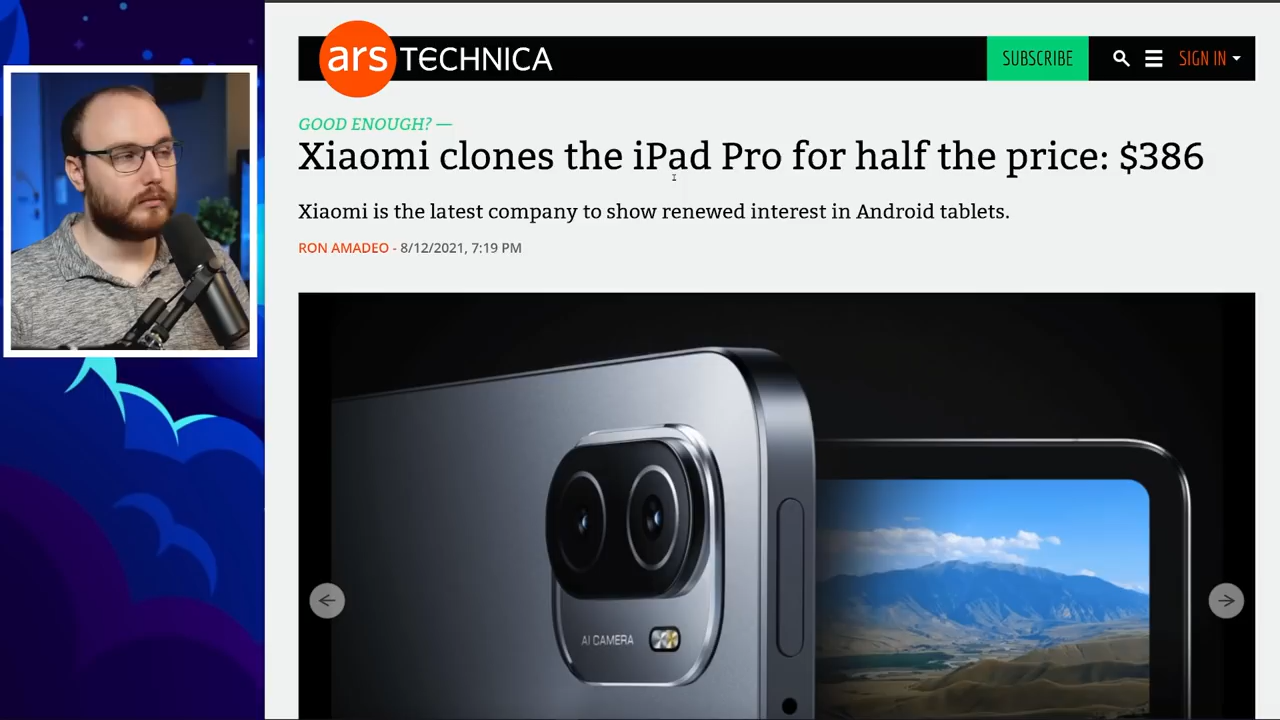 ars TECHNICA
SUBSCRIBE
SIGN IN
GOOD ENOUGH? —
Xiaomi clones the iPad Pro for half the price: $386
Xiaomi is the latest company to show renewed interest in Android tablets.
RON AMADEO - 8/12/2021, 7:19 PM
AI CAMERA